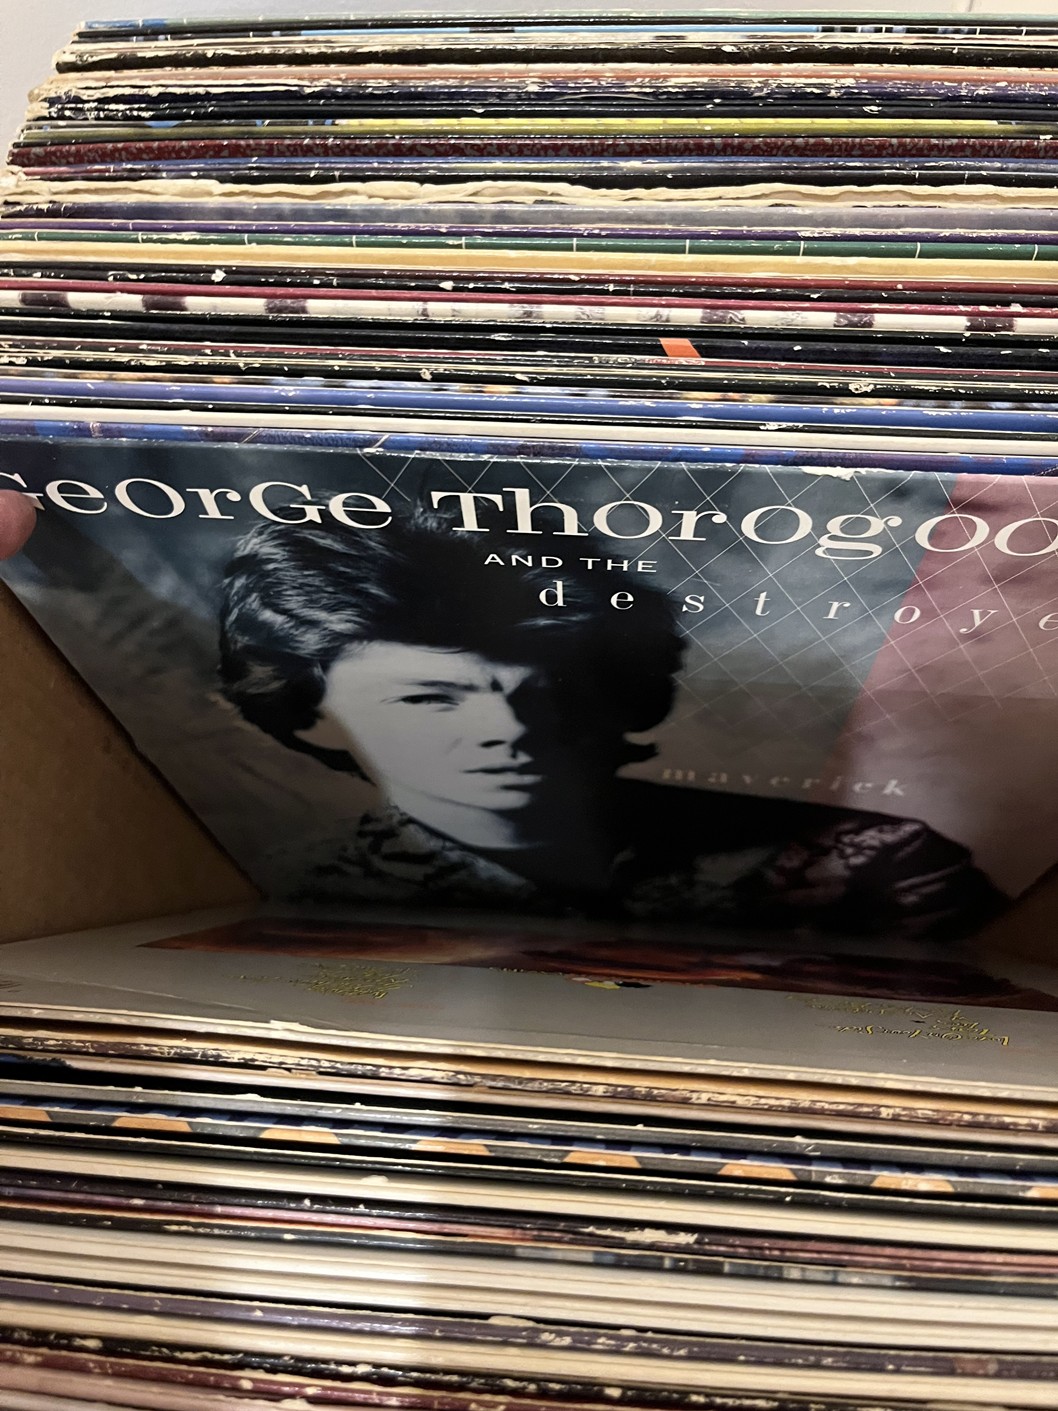 George Thorogoo
AND THE
destroye
maverick